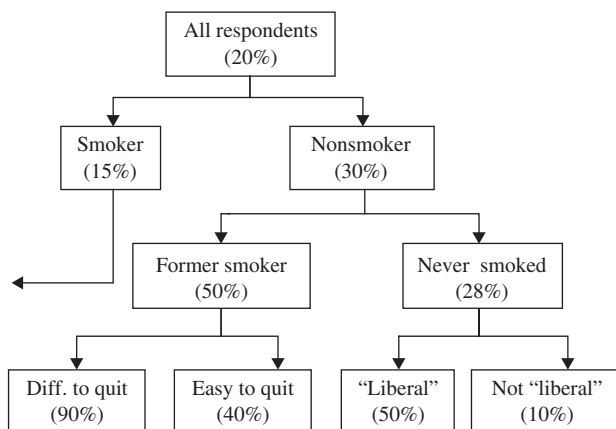 All respondents
(20%)
Smoker
(15%)
Nonsmoker
(30%)
Former smoker
(50%)
Never smoked
(28%)
Diff. to quit
(90%)
Easy to quit
(40%)
“Liberal”
(50%)
Not “liberal”
(10%)